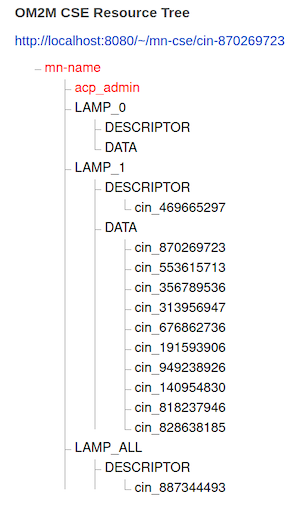 OM2M CSE Resource Tree
http://localhost:8080/~/mn-cse/cin-870269723
mn-name
acp_admin
LAMP_0
DESCRIPTOR
DATA
LAMP_1
DESCRIPTOR
cin_469665297
DATA
cin_870269723
cin_553615713
cin_356789536
cin_313956947
cin_676862736
cin_191593906
cin_949238926
cin_140954830
cin_818237946
cin_828638185
LAMP_ALL
DESCRIPTOR
cin_887344493